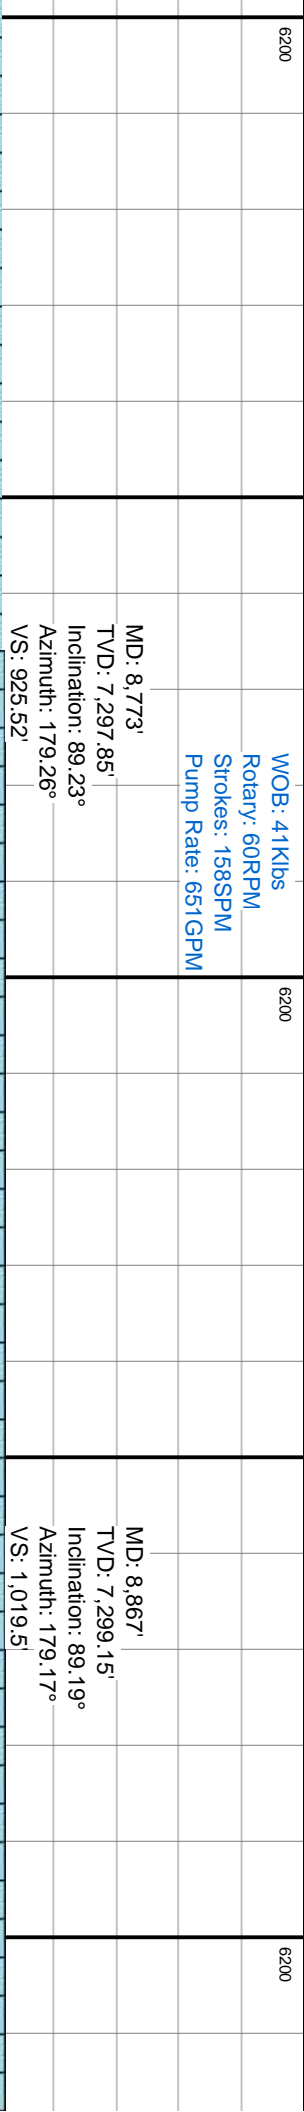 6200
WOB: 41Klbs
Rotary: 60RPM
Strokes: 158SPM
Pump Rate: 651GPM
MD: 8,773'
TVD: 7,297.85'
Inclination: 89.23°
Azimuth: 179.26°
VS: 925.52'
6200
MD: 8,867'
TVD: 7,299.15'
Inclination: 89.19°
Azimuth: 179.17°
VS: 1,019.5'
6200